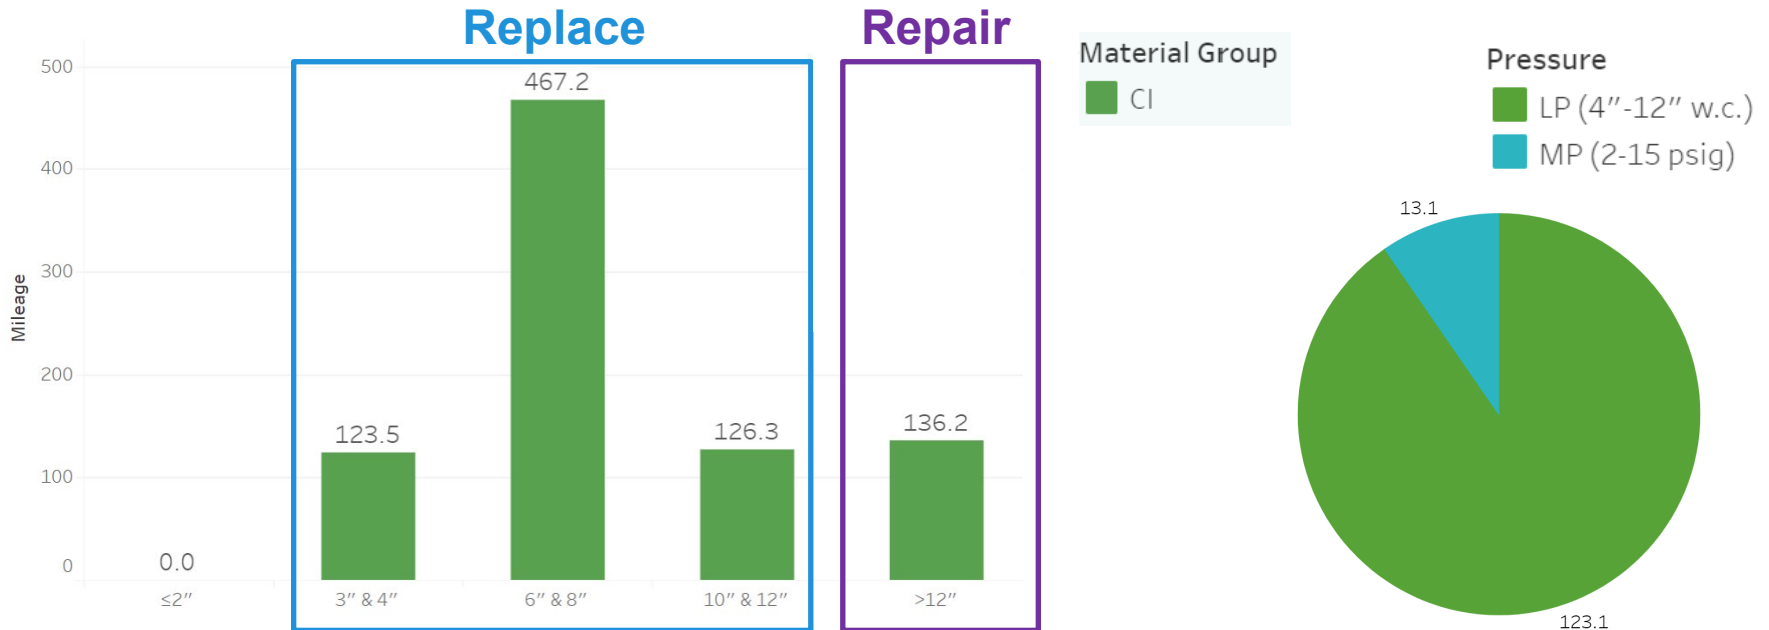 Replace
Repair
Material Group
CI
Pressure
LP (4″-12″ w.c.)
MP (2-15 psig)
Mileage
500
400
300
200
100
0
0.0
123.5
467.2
126.3
136.2
≤2″
3″ & 4″
6″ & 8″
10″ & 12″
>12″
13.1
123.1